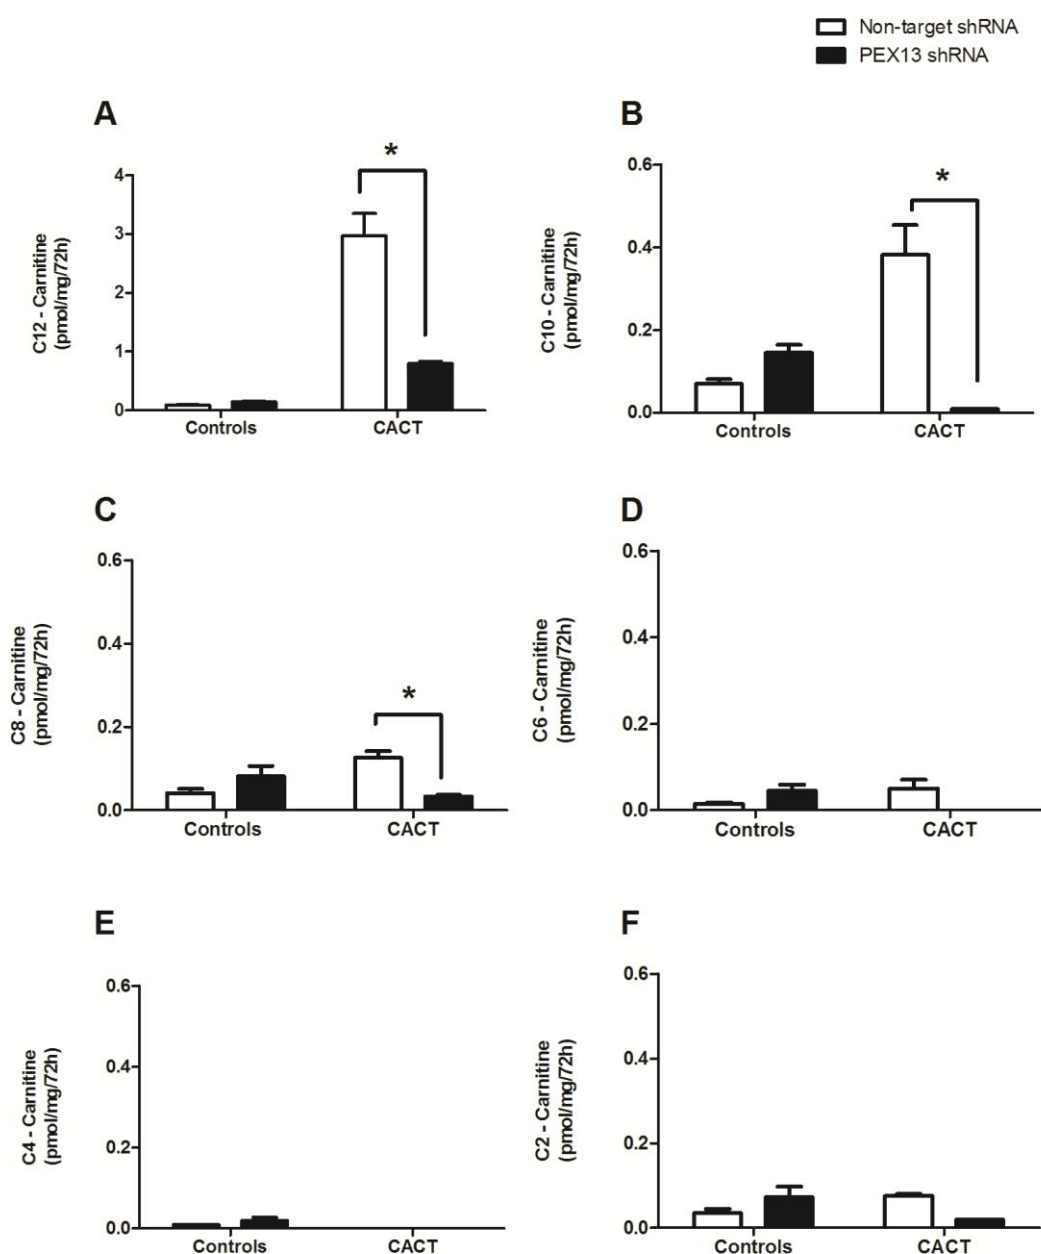 Non-target shRNA
PEX13 shRNA
A
B
*
*
4
3
2
1
0
C12 - Carnitine
(pmol/mg/72h)
Controls
CACT
0.6
0.4
0.2
0.0
C10 - Carnitine
(pmol/mg/72h)
Controls
CACT
C
D
0.6
0.4
0.2
0.0
C8 - Carnitine
(pmol/mg/72h)
*
Controls
CACT
0.6
0.4
0.2
0.0
C6 - Carnitine
(pmol/mg/72h)
Controls
CACT
E
F
0.6
0.4
0.2
0.0
C4 - Carnitine
(pmol/mg/72h)
Controls
CACT
0.6
0.4
0.2
0.0
C2 - Carnitine
(pmol/mg/72h)
Controls
CACT